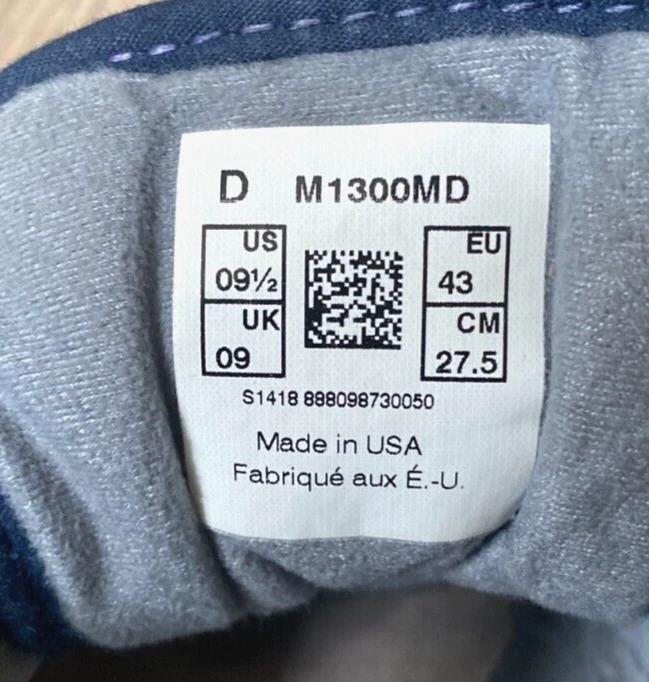 D M1300MD
US EU
09½ 43
UK CM
09 27.5
S1418 888098730050
Made in USA
Fabriqué aux É.-U.